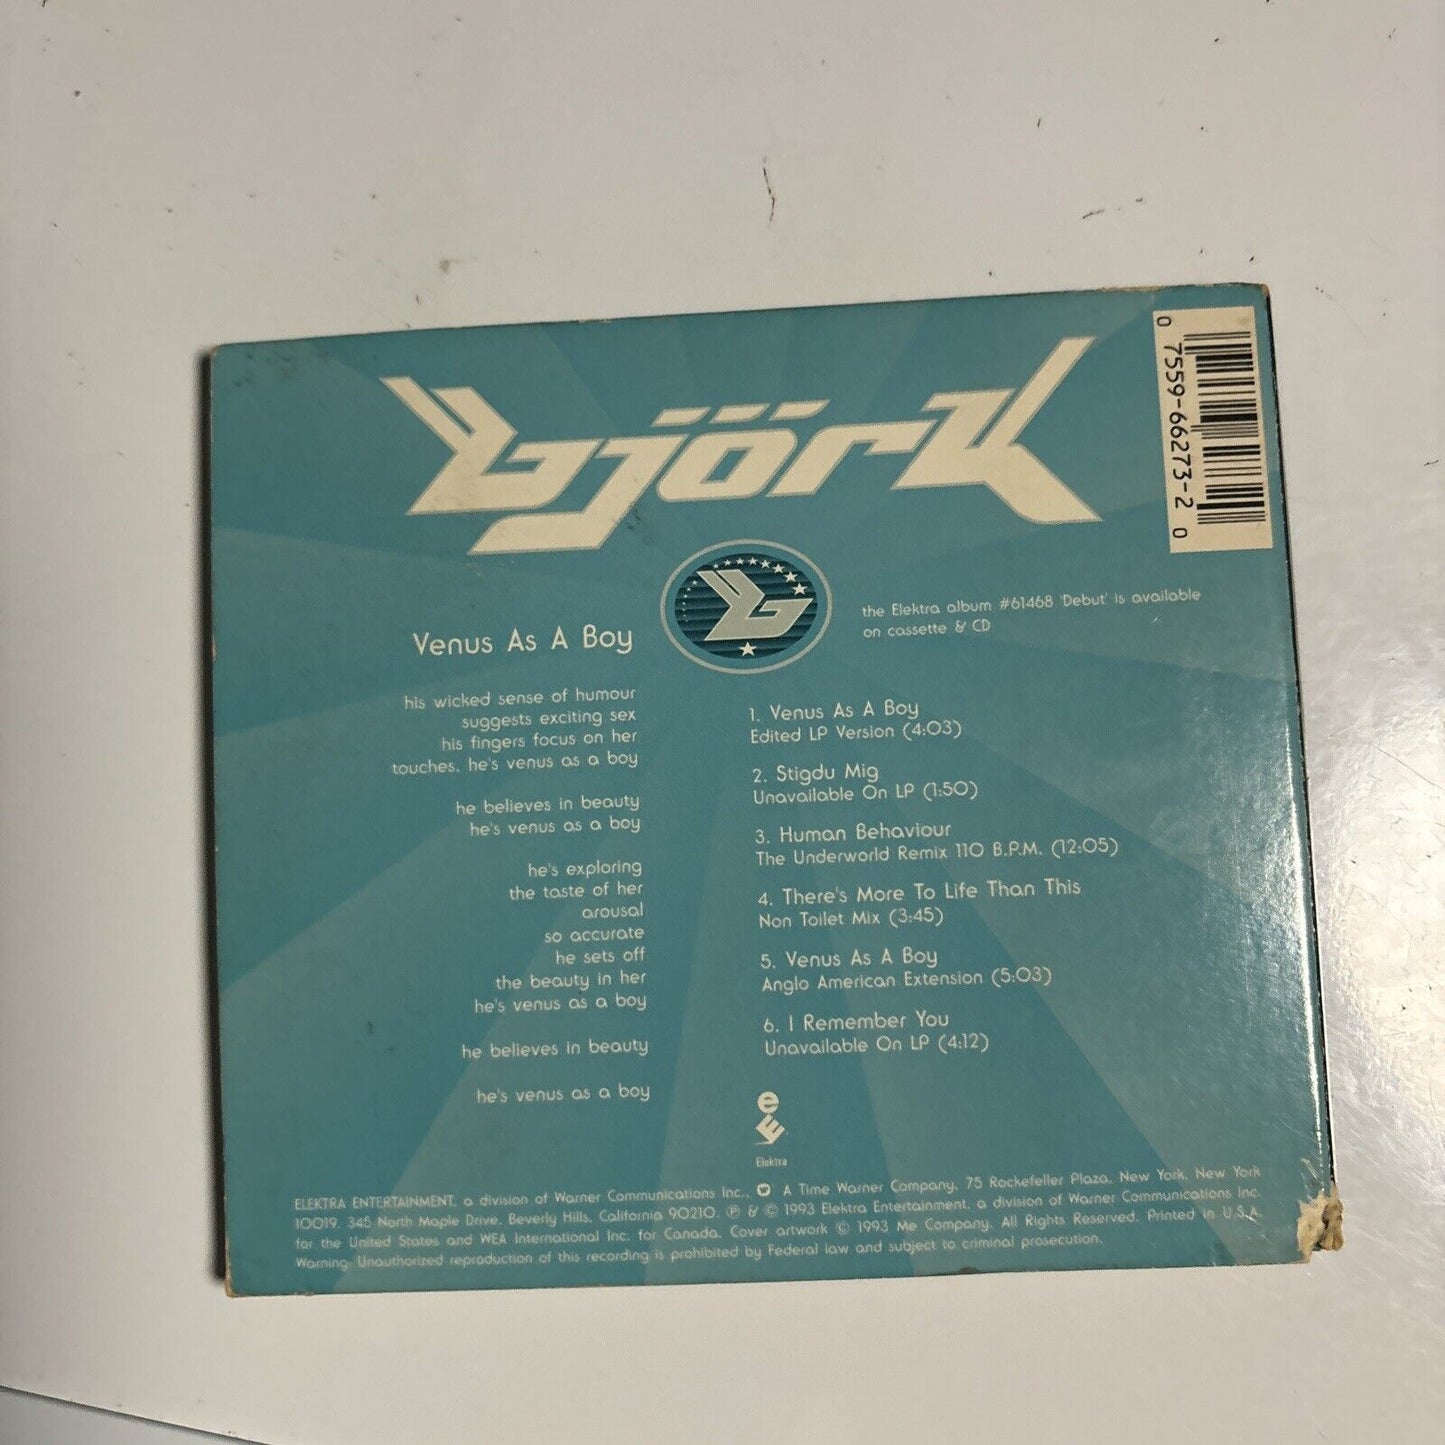 björk
0 7559-66273-2 0
the Elektra album #61468 'Debut' is available
on cassette & CD
Venus As A Boy
his wicked sense of humour
suggests exciting sex
his fingers focus on her
touches. he's venus as a boy
he believes in beauty
he's venus as a boy
he's exploring
the taste of her
arousal
so accurate
he sets off
the beauty in her
he's venus as a boy
he believes in beauty
he's venus as a boy
1. Venus As A Boy
Edited LP Version (4:03)
2. Stigdu Mig
Unavailable On LP (1:50)
3. Human Behaviour
The Underworld Remix 110 B.P.M. (12:05)
4. There's More To Life Than This
Non Toilet Mix (3:45)
5. Venus As A Boy
Anglo American Extension (5:03)
6. I Remember You
Unavailable On LP (4:12)
Elektra
ELEKTRA ENTERTAINMENT, a division of Warner Communications Inc., A Time Warner Company. 75 Rockefeller Plaza, New York, New York
10019. 345 North Maple Drive, Beverly Hills, California 90210. ℗ & © 1993 Elektra Entertainment, a division of Warner Communications Inc.
for the United States and WEA International Inc. for Canada. Cover artwork © 1993 Me Company. All Rights Reserved. Printed in U.S.A.
Warning: Unauthorized reproduction of this recording is prohibited by Federal law and subject to criminal prosecution.